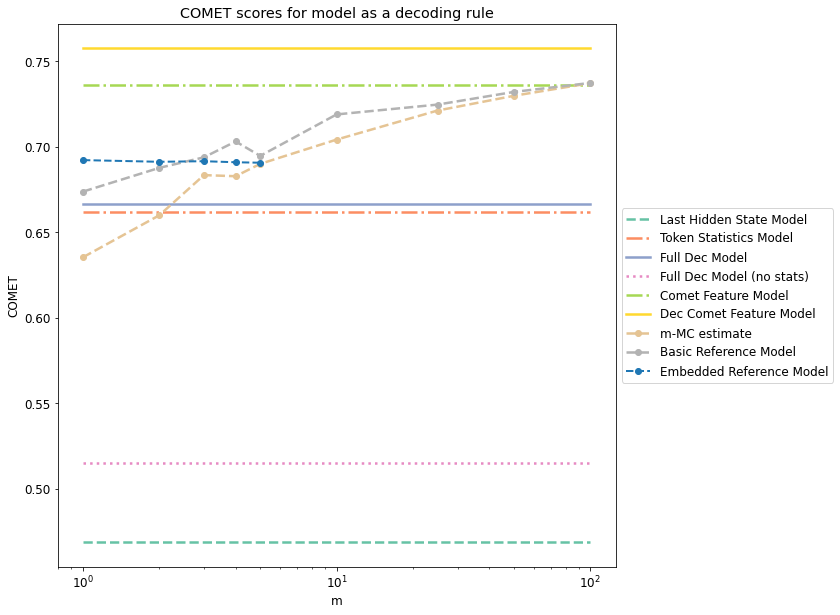 COMET scores for model as a decoding rule
COMET
0.75
0.70
0.65
0.60
0.55
0.50
10^0
10^1
10^2
m
Last Hidden State Model
Token Statistics Model
Full Dec Model
Full Dec Model (no stats)
Comet Feature Model
Dec Comet Feature Model
m-MC estimate
Basic Reference Model
Embedded Reference Model